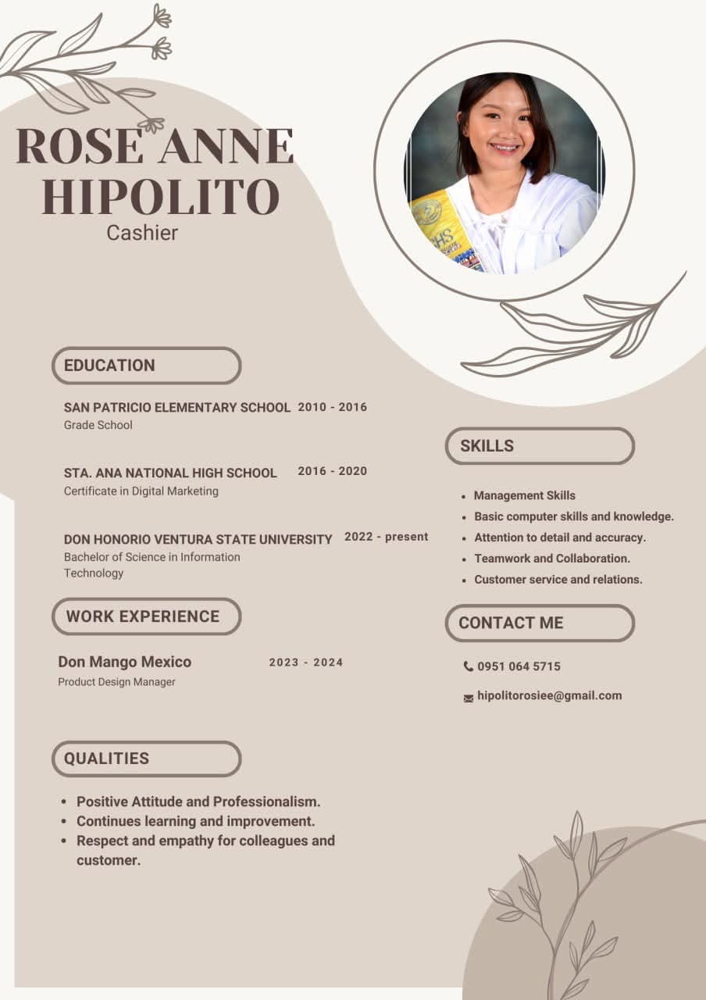 ROSE ANNE
HIPOLITO
Cashier
EDUCATION
SAN PATRICIO ELEMENTARY SCHOOL 2010 - 2016
Grade School
STA. ANA NATIONAL HIGH SCHOOL 2016 - 2020
Certificate in Digital Marketing
DON HONORIO VENTURA STATE UNIVERSITY 2022 - present
Bachelor of Science in Information
Technology
WORK EXPERIENCE
Don Mango Mexico 2023 - 2024
Product Design Manager
QUALITIES
• Positive Attitude and Professionalism.
• Continues learning and improvement.
• Respect and empathy for colleagues and
customer.
SKILLS
• Management Skills
• Basic computer skills and knowledge.
• Attention to detail and accuracy.
• Teamwork and Collaboration.
• Customer service and relations.
CONTACT ME
0951 064 5715
hipolitorosiee@gmail.com